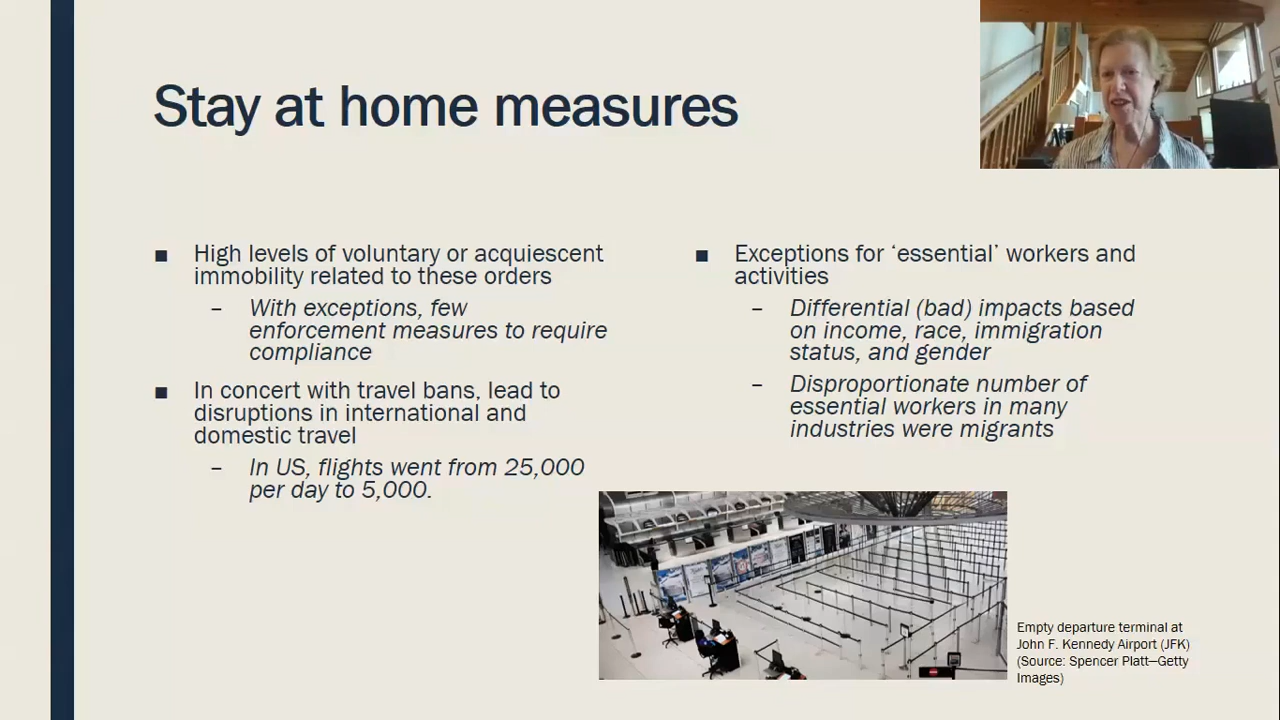 Stay at home measures
■ High levels of voluntary or acquiescent
immobility related to these orders
– With exceptions, few
enforcement measures to require
compliance
■ In concert with travel bans, lead to
disruptions in international and
domestic travel
– In US, flights went from 25,000
per day to 5,000.
■ Exceptions for ‘essential’ workers and
activities
– Differential (bad) impacts based
on income, race, immigration
status, and gender
– Disproportionate number of
essential workers in many
industries were migrants
Empty departure terminal at
John F. Kennedy Airport (JFK)
(Source: Spencer Platt—Getty
Images)